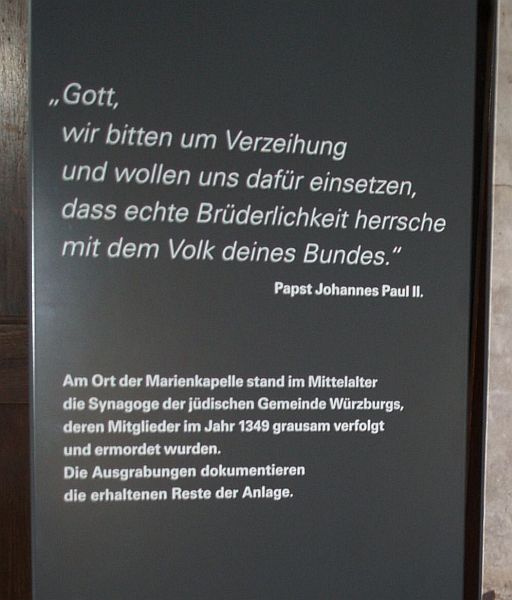 „Gott,
wir bitten um Verzeihung
und wollen uns dafür einsetzen,
dass echte Brüderlichkeit herrsche
mit dem Volk deines Bundes.“
Papst Johannes Paul II.
Am Ort der Marienkapelle stand im Mittelalter
die Synagoge der jüdischen Gemeinde Würzburgs,
deren Mitglieder im Jahr 1349 grausam verfolgt
und ermordet wurden.
Die Ausgrabungen dokumentieren
die erhaltenen Reste der Anlage.